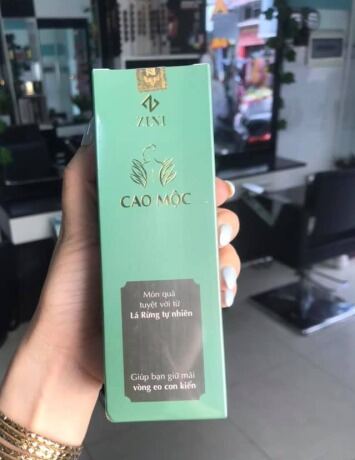 CAO MỘC
Món quà
tuyệt vời từ
Lá Rừng tự nhiên
Giúp bạn giữ mãi
vòng eo con kiến